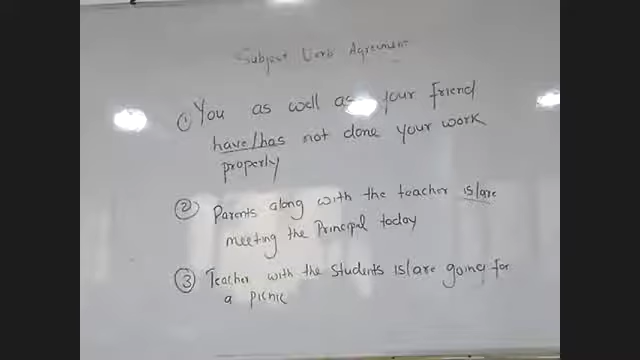 Subject Verb Agreement
① You as well as your friend
have/has not done your work
properly
② Parents along with the teacher is/are
meeting the Principal today
③ Teacher with the students is/are going for
a picnic